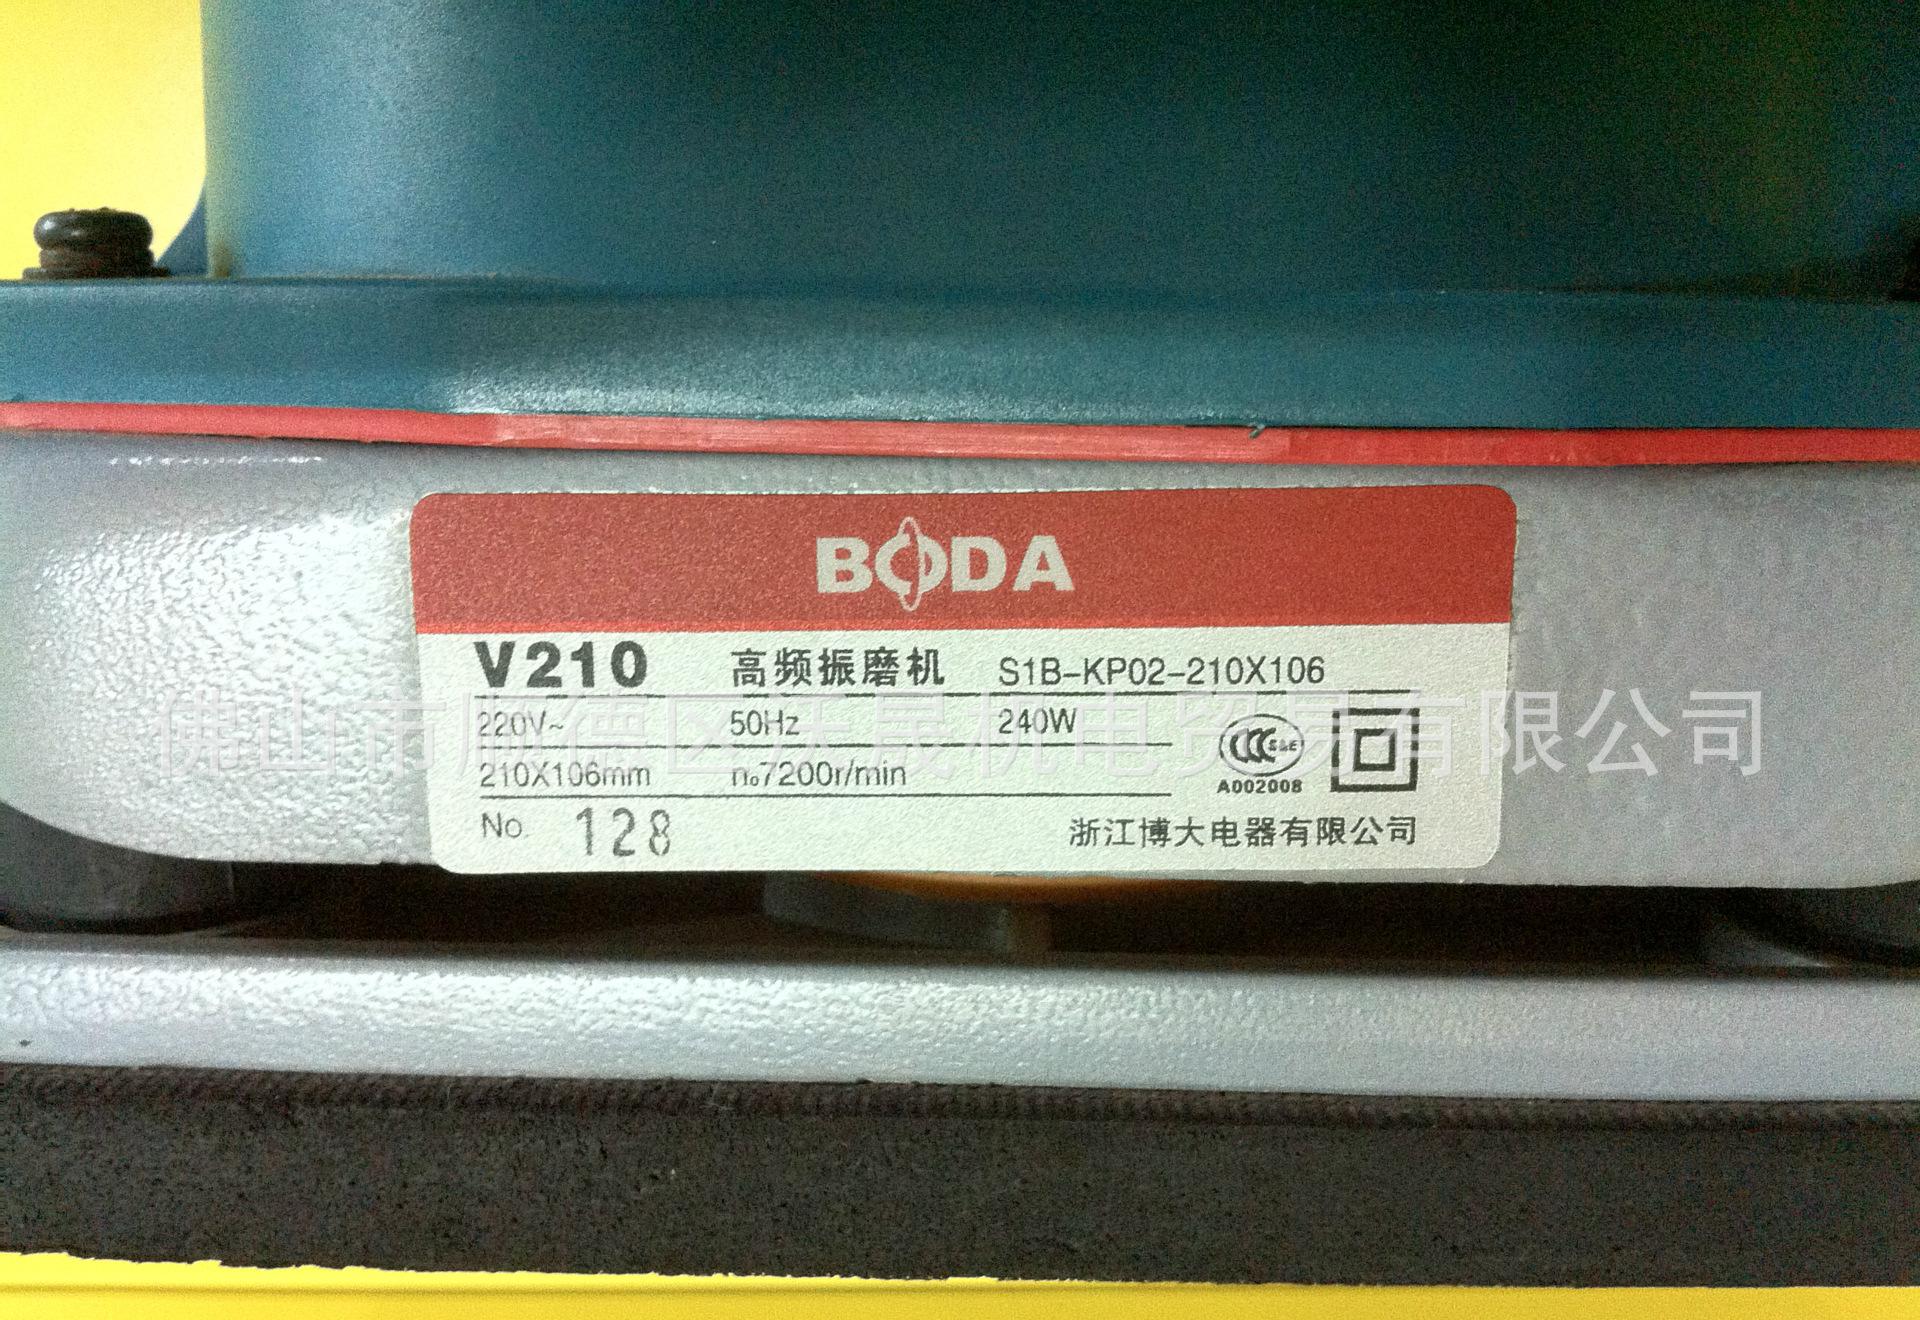 BODA
V210 高频振磨机 S1B-KP02-210X106
220V~ 50Hz 240W
210X106mm n₀7200r/min
CCC S&E
A002008
No. 128 浙江博大电器有限公司
佛山市顺德区 机电贸易有限公司